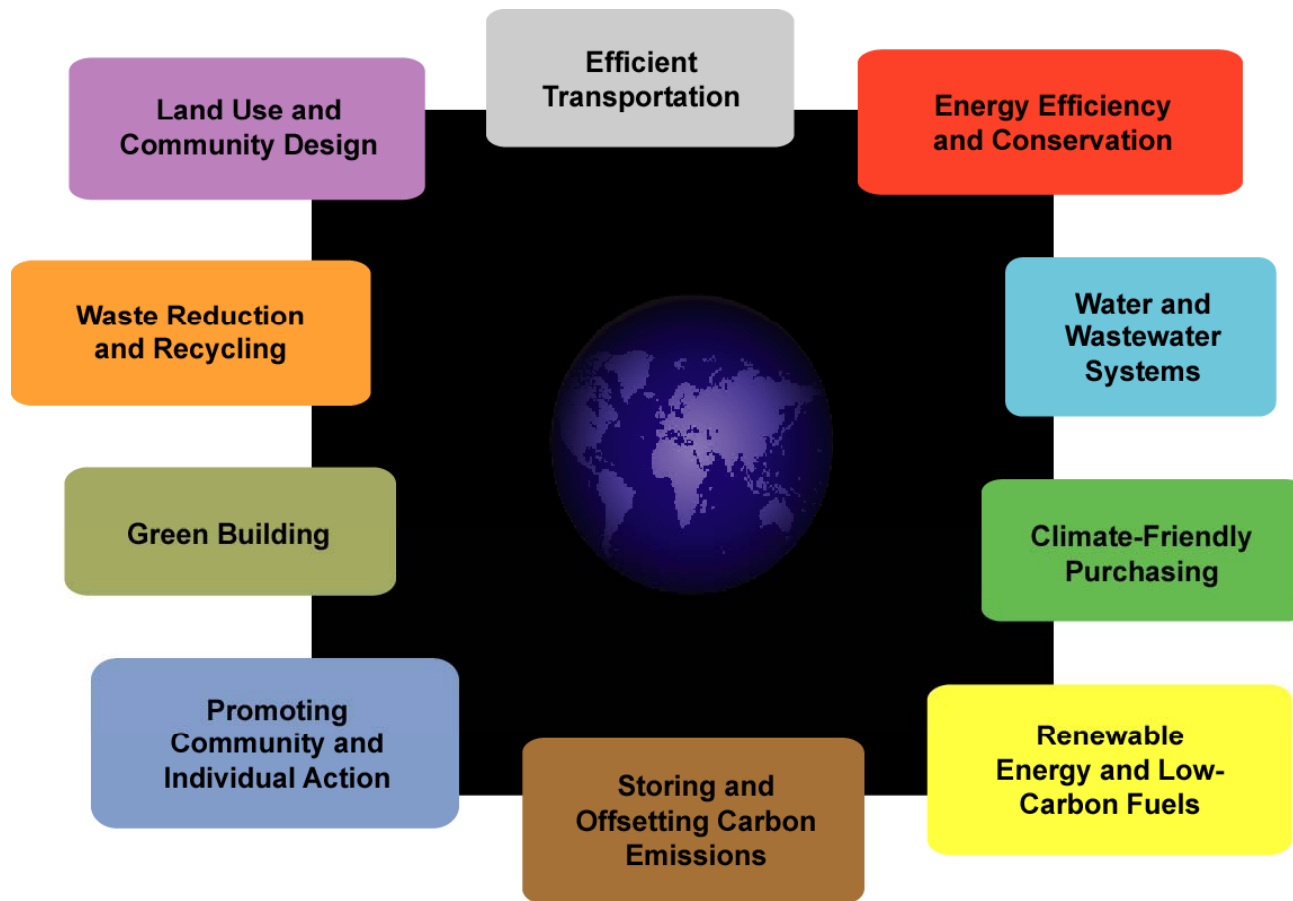 Efficient
Transportation
Land Use and
Community Design
Energy Efficiency
and Conservation
Waste Reduction
and Recycling
Water and
Wastewater
Systems
Green Building
Climate-Friendly
Purchasing
Promoting
Community and
Individual Action
Renewable
Energy and Low-
Carbon Fuels
Storing and
Offsetting Carbon
Emissions